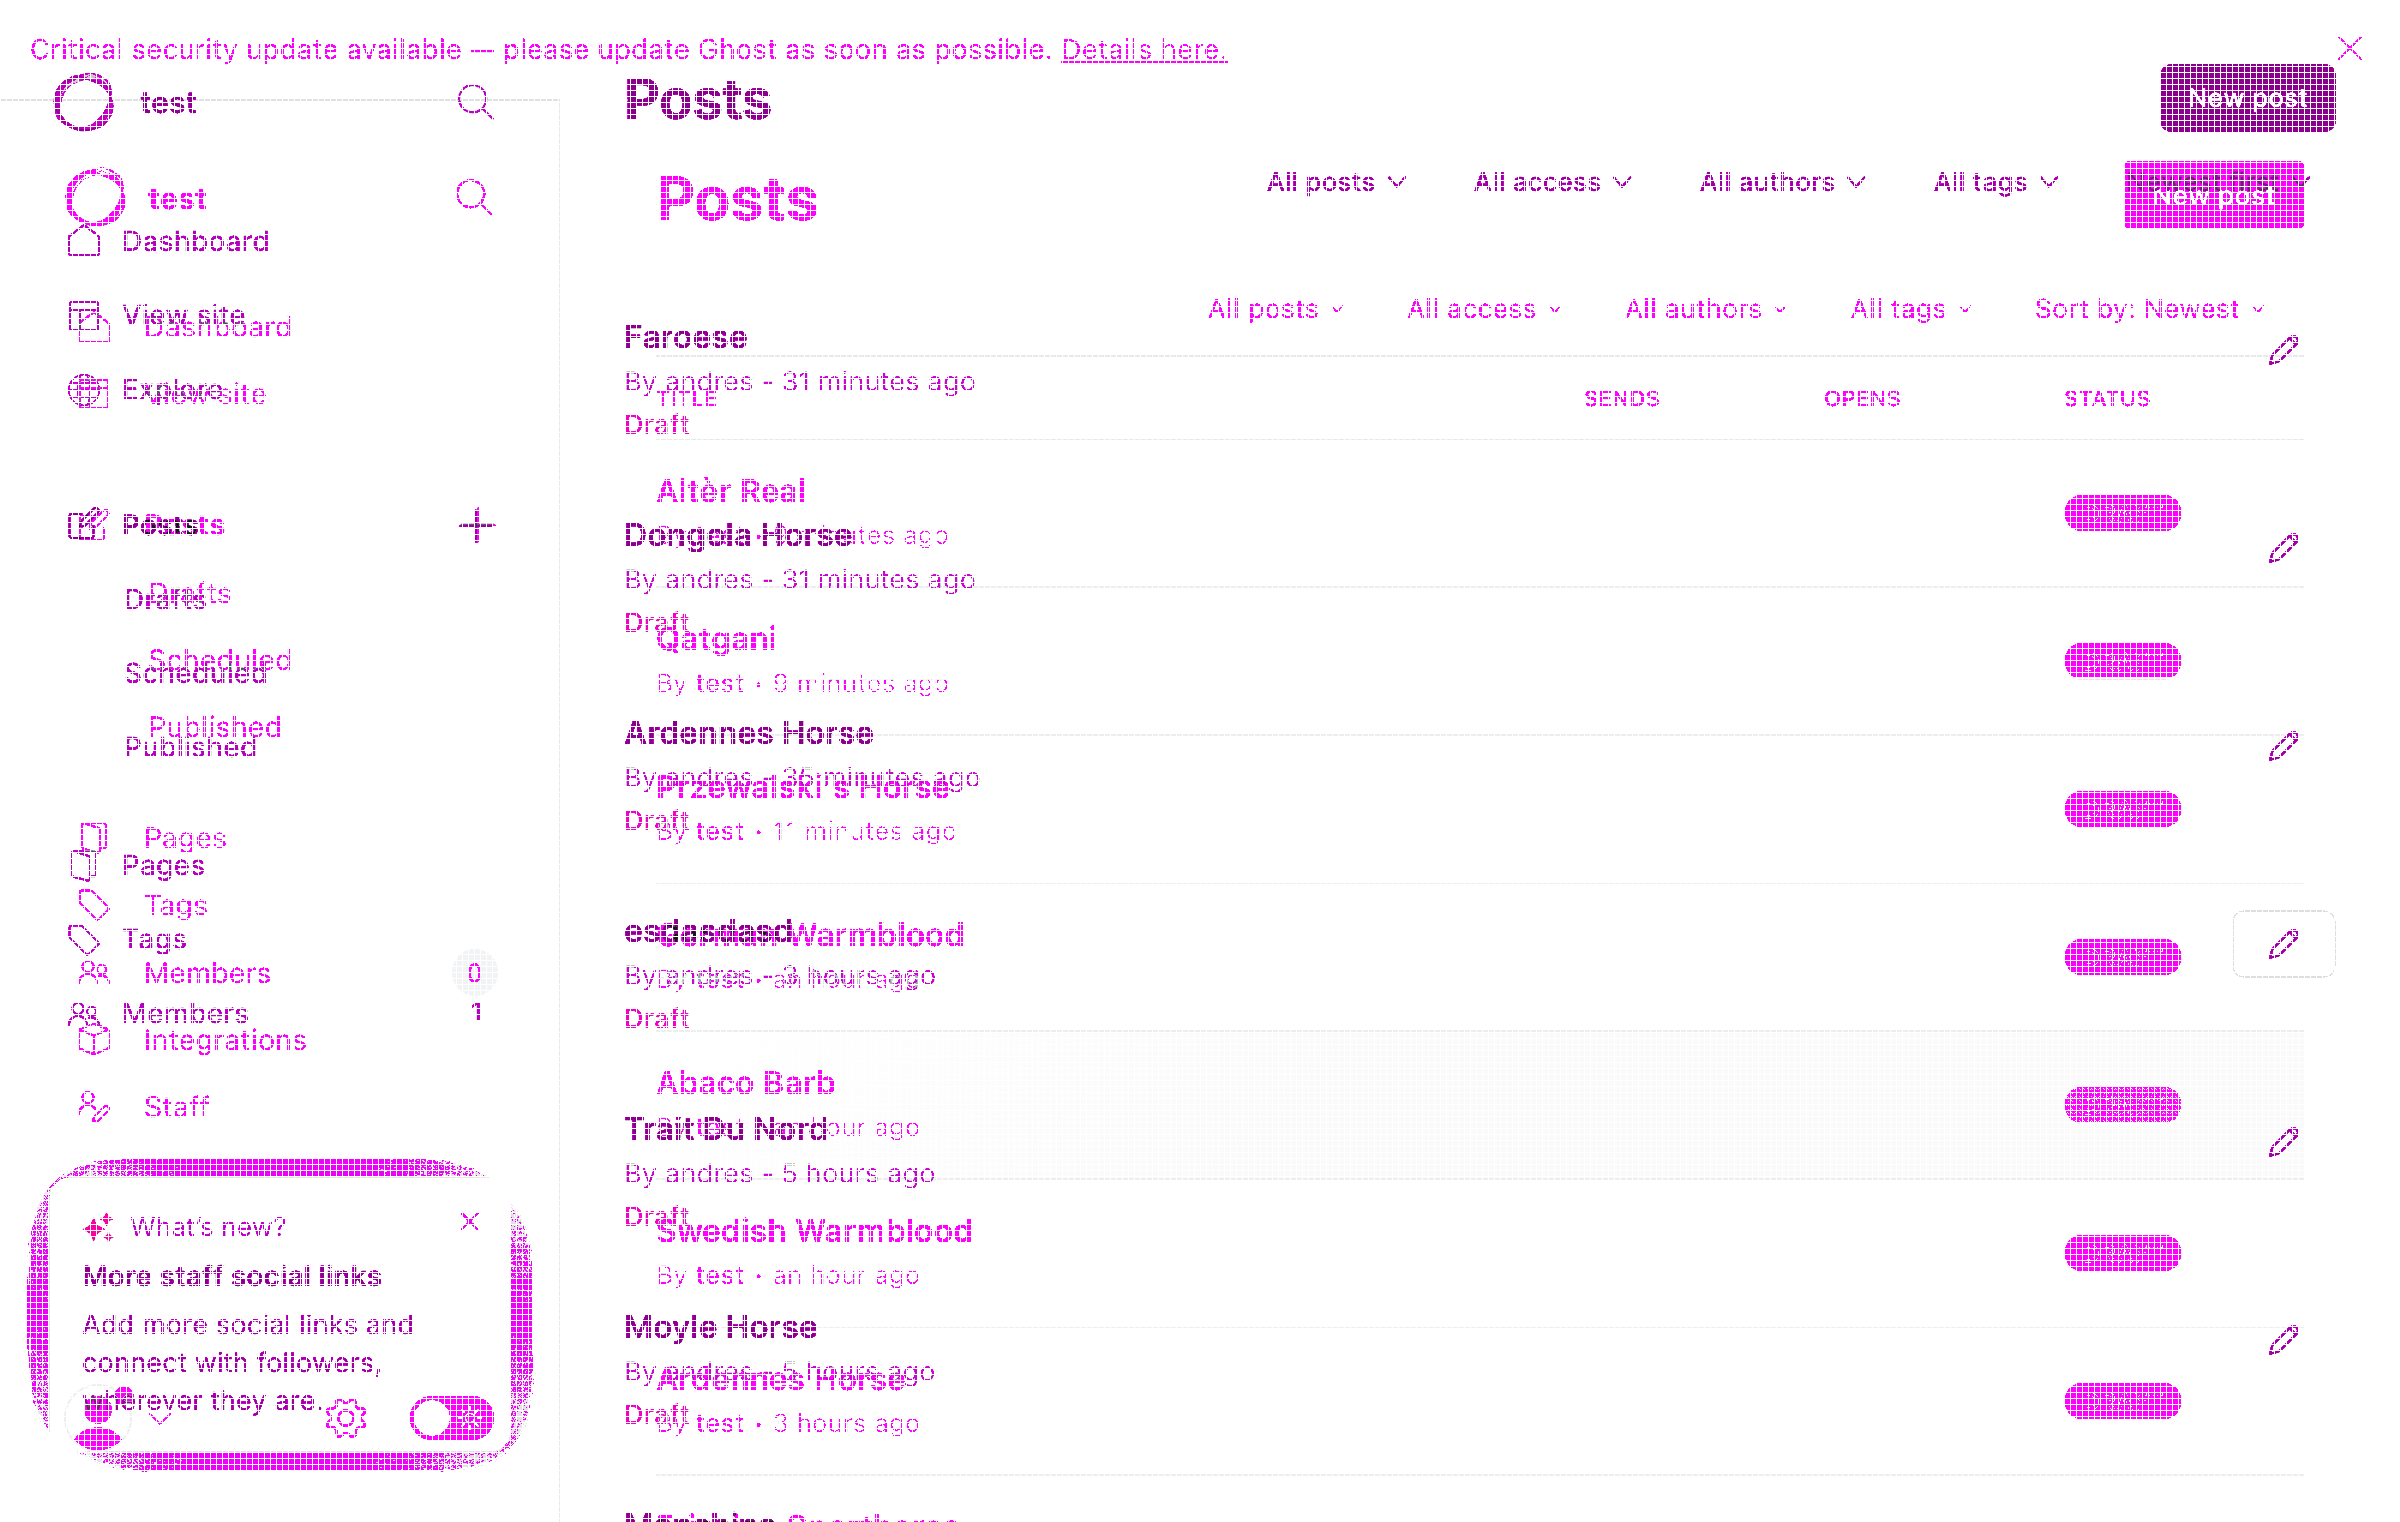 Critical security update available — please update Ghost as soon as possible. Details here.
test
Posts
New post
test
Posts
All posts
All access
All authors
All tags
New post
Dashboard
View site
Dashboard
All posts
All access
All authors
All tags
Sort by: Newest
Faroese
By andres - 31 minutes ago
Explore
View site
TITLE
SENDS
OPENS
STATUS
Draft
Posts
Posts
Alter Real
Dongola Horse
minutes ago
By andres - 31 minutes ago
Drafts
Drafts
Draft
Qatgani
Scheduled
Scheduled
By test • 9 minutes ago
Published
Published
Ardennes Horse
By andres - 35 minutes ago
Przewalski's Horse
Draft
By test • 11 minutes ago
Pages
Pages
Tags
Tags
Warmblood
By andres - 3 hours ago
Members
0
Members
1
Draft
Integrations
Abaco Barb
Staff
Trait Du Nord
hour ago
By andres - 5 hours ago
Draft
Swedish Warmblood
By test • an hour ago
What's new?
More staff social links
Add more social links and
connect with followers,
wherever they are.
Moyle Horse
By andres - 5 hours ago
Ardennes Horse
Draft
By test • 3 hours ago